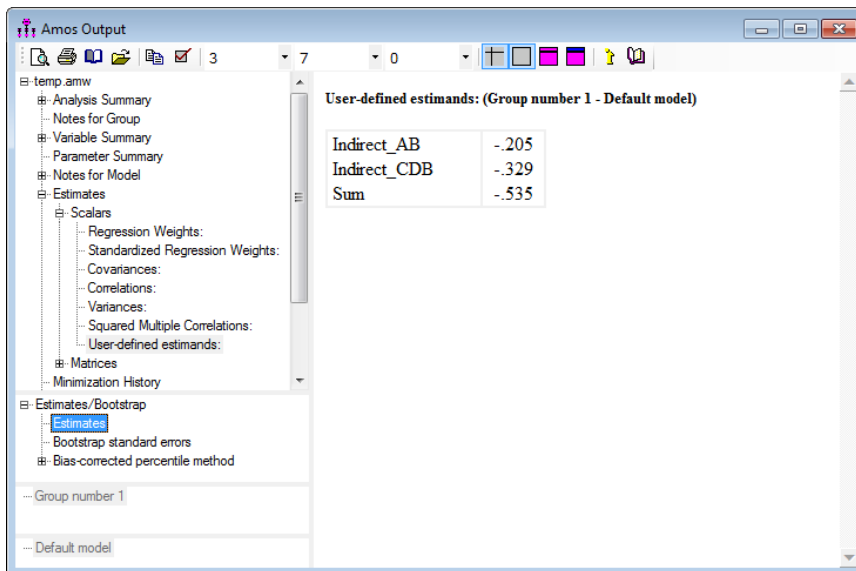 Amos Output
3 7 0
temp.amw
Analysis Summary
Notes for Group
Variable Summary
Parameter Summary
Notes for Model
Estimates
Scalars
Regression Weights:
Standardized Regression Weights:
Covariances:
Correlations:
Variances:
Squared Multiple Correlations:
User-defined estimands:
Matrices
Minimization History
Estimates/Bootstrap
Estimates
Bootstrap standard errors
Bias-corrected percentile method
Group number 1
Default model
User-defined estimands: (Group number 1 - Default model)
Indirect_AB -.205
Indirect_CDB -.329
Sum -.535